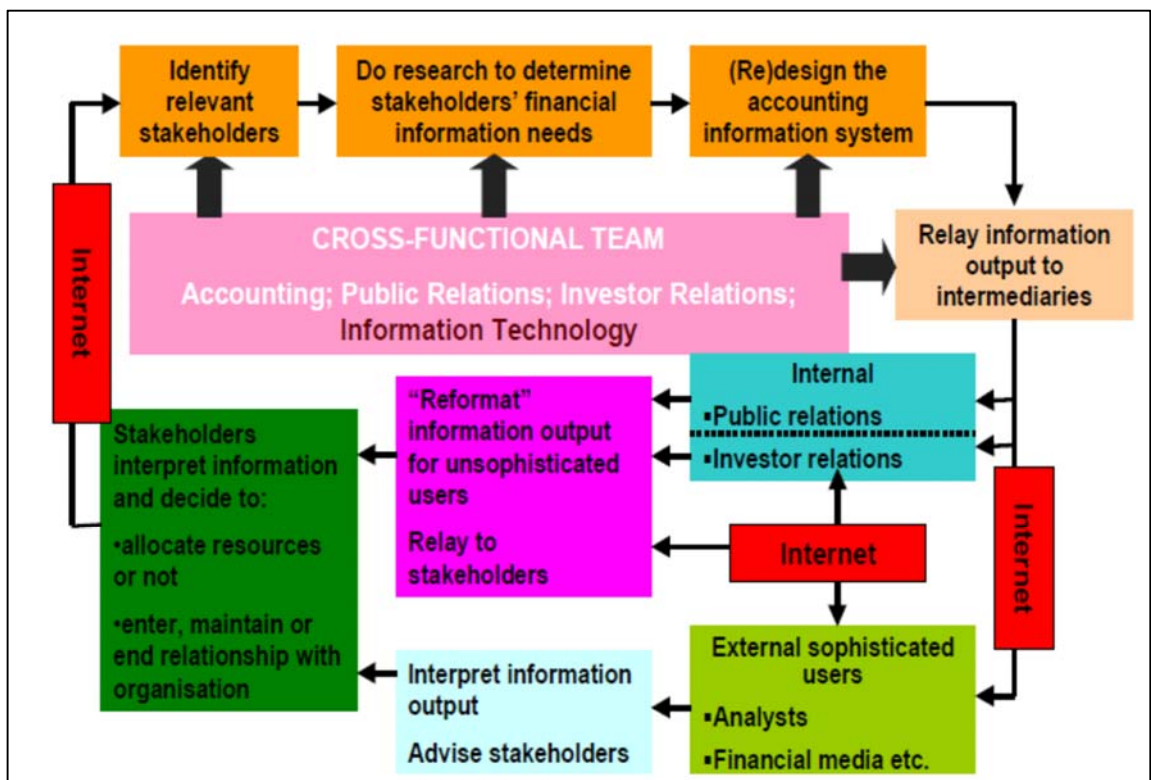 Identify
relevant
stakeholders
Do research to determine
stakeholders’ financial
information needs
(Re)design the
accounting
information system
CROSS-FUNCTIONAL TEAM
Accounting; Public Relations; Investor Relations;
Information Technology
Relay information
output to
intermediaries
Internet
Internal
▪Public relations
▪Investor relations
“Reformat”
information output
for unsophisticated
users
Relay to
stakeholders
Stakeholders
interpret information
and decide to:
•allocate resources
or not
•enter, maintain or
end relationship with
organisation
Internet
Internet
External sophisticated
users
▪Analysts
▪Financial media etc.
Interpret information
output
Advise stakeholders